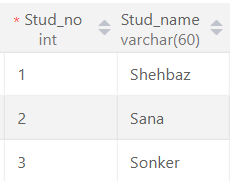 * Stud_no Stud_name
int varchar(60)
1 Shehbaz
2 Sana
3 Sonker